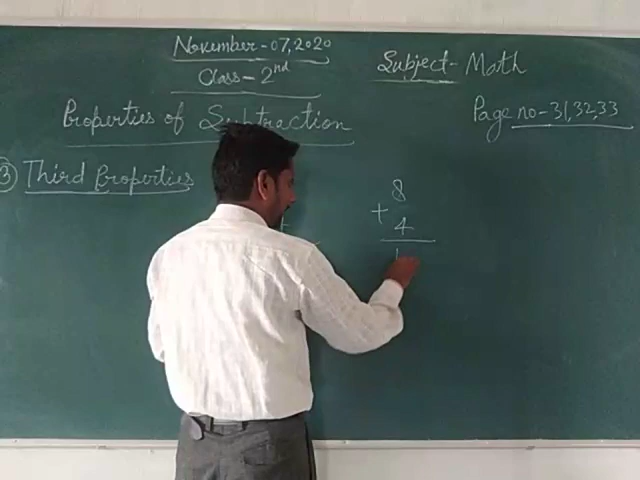 November-07,2020
Class-2nd
Subject-Math
Page no-31,32,33
Properties of Subtraction
3 Third Properties
8
+ 4
1